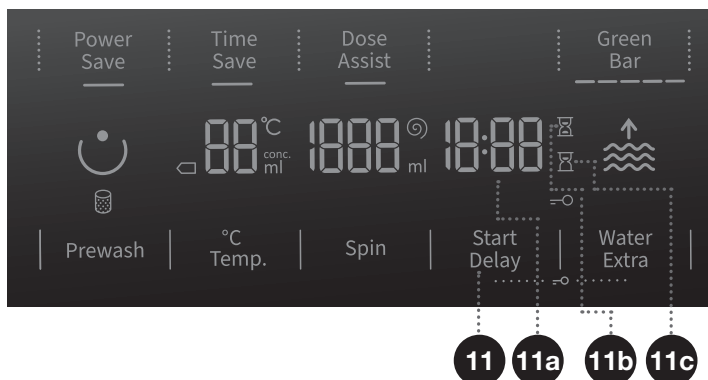 Power Save
Time Save
Dose Assist
Green Bar
88 °C
conc.
ml
1888
ml
18:88
Prewash
°C Temp.
Spin
Start Delay
Water Extra
11 11a 11b 11c